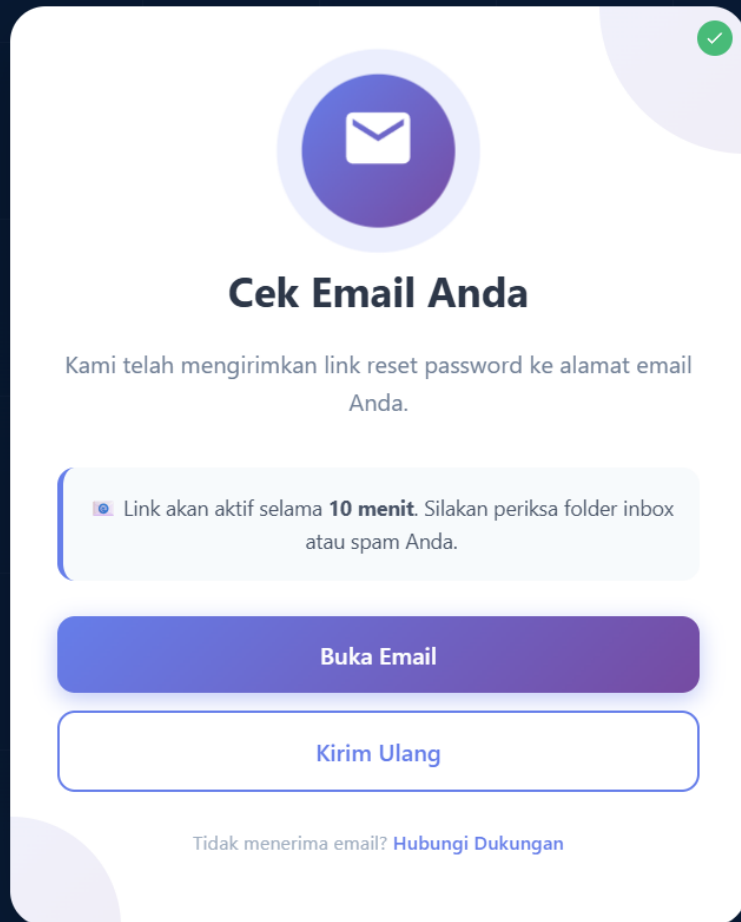 Cek Email Anda
Kami telah mengirimkan link reset password ke alamat email
Anda.
Link akan aktif selama 10 menit. Silakan periksa folder inbox
atau spam Anda.
Buka Email
Kirim Ulang
Tidak menerima email? Hubungi Dukungan